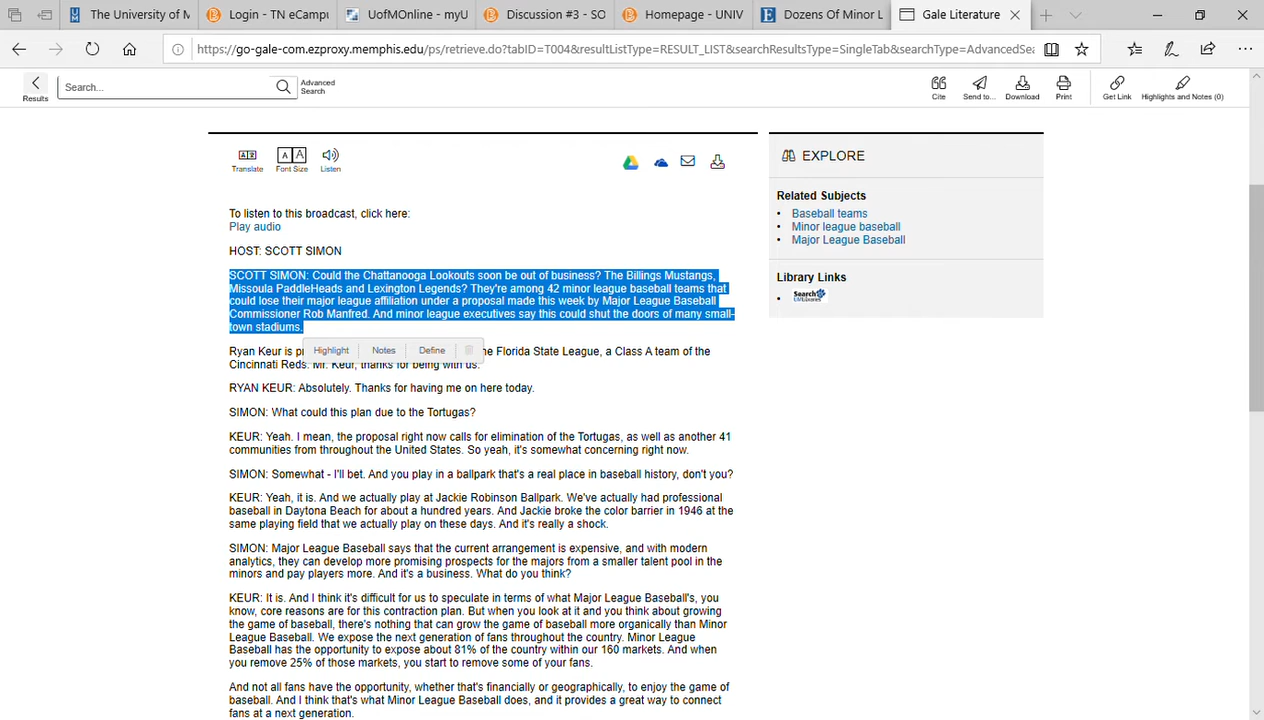 The University of M
Login - TN eCampu
UofMOnline - myU
Discussion #3 - SO
Homepage - UNIV
Dozens Of Minor L
Gale Literature
https://go-gale-com.ezproxy.memphis.edu/ps/retrieve.do?tabID=T004&resultListType=RESULT_LIST&searchResultsType=SingleTab&searchType=AdvancedSea
Results
Search...
Advanced
Search
Cite
Send to...
Download
Print
Get Link
Highlights and Notes (0)
Translate
Font Size
Listen
To listen to this broadcast, click here:
Play audio
HOST: SCOTT SIMON
SCOTT SIMON: Could the Chattanooga Lookouts soon be out of business? The Billings Mustangs,
Missoula PaddleHeads and Lexington Legends? They're among 42 minor league baseball teams that
could lose their major league affiliation under a proposal made this week by Major League Baseball
Commissioner Rob Manfred. And minor league executives say this could shut the doors of many small-
town stadiums.
Highlight
Notes
Define
Ryan Keur is pr
he Florida State League, a Class A team of the
Cincinnati Reds. Mr. Keur, thanks for being with us.
RYAN KEUR: Absolutely. Thanks for having me on here today.
SIMON: What could this plan due to the Tortugas?
KEUR: Yeah. I mean, the proposal right now calls for elimination of the Tortugas, as well as another 41
communities from throughout the United States. So yeah, it's somewhat concerning right now.
SIMON: Somewhat - I'll bet. And you play in a ballpark that's a real place in baseball history, don't you?
KEUR: Yeah, it is. And we actually play at Jackie Robinson Ballpark. We've actually had professional
baseball in Daytona Beach for about a hundred years. And Jackie broke the color barrier in 1946 at the
same playing field that we actually play on these days. And it's really a shock.
SIMON: Major League Baseball says that the current arrangement is expensive, and with modern
analytics, they can develop more promising prospects for the majors from a smaller talent pool in the
minors and pay players more. And it's a business. What do you think?
KEUR: It is. And I think it's difficult for us to speculate in terms of what Major League Baseball's, you
know, core reasons are for this contraction plan. But when you look at it and you think about growing
the game of baseball, there's nothing that can grow the game of baseball more organically than Minor
League Baseball. We expose the next generation of fans throughout the country. Minor League
Baseball has the opportunity to expose about 81% of the country within our 160 markets. And when
you remove 25% of those markets, you start to remove some of your fans.
And not all fans have the opportunity, whether that's financially or geographically, to enjoy the game of
baseball. And I think that's what Minor League Baseball does, and it provides a great way to connect
fans at a next generation.
EXPLORE
Related Subjects
• Baseball teams
• Minor league baseball
• Major League Baseball
Library Links
• Search